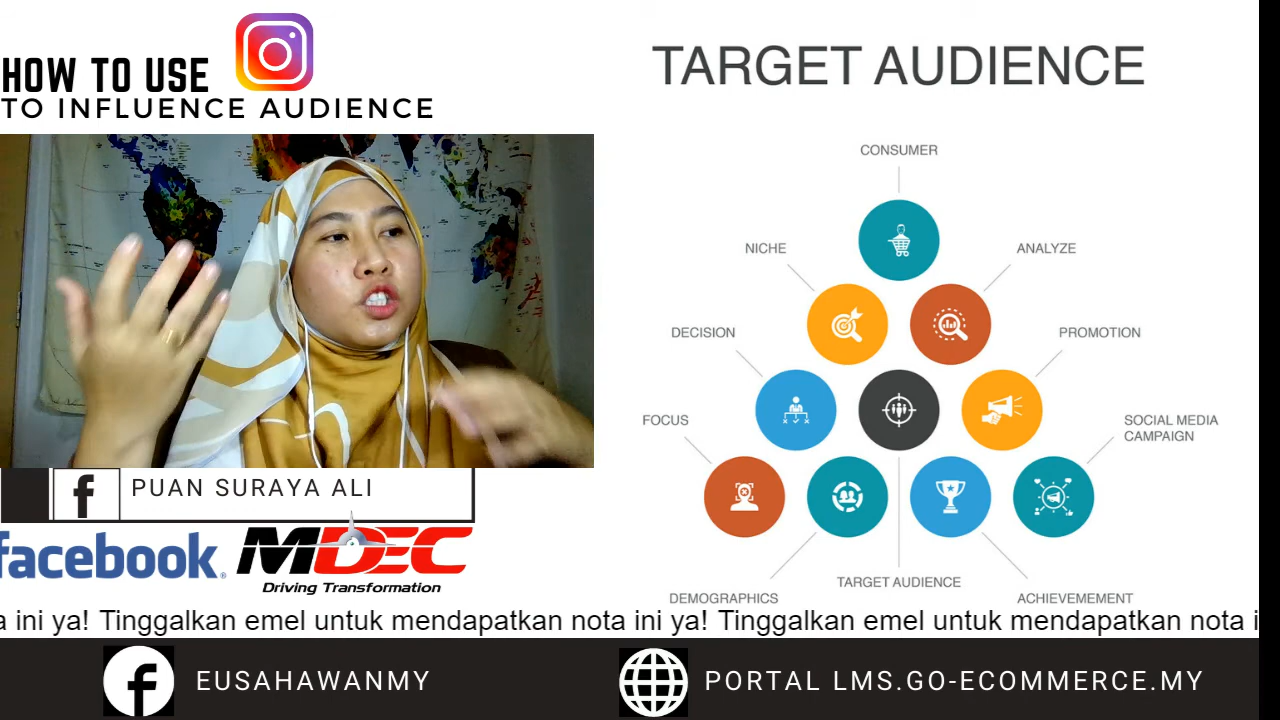 HOW TO USE
TO INFLUENCE AUDIENCE
PUAN SURAYA ALI
facebook
MDEC
Driving Transformation
TARGET AUDIENCE
CONSUMER
NICHE
ANALYZE
DECISION
PROMOTION
FOCUS
SOCIAL MEDIA
CAMPAIGN
TARGET AUDIENCE
DEMOGRAPHICS
ACHIEVEMEMENT
a ini ya! Tinggalkan emel untuk mendapatkan nota ini ya! Tinggalkan emel untuk mendapatkan nota i
EUSAHAWANMY
PORTAL LMS.GO-ECOMMERCE.MY